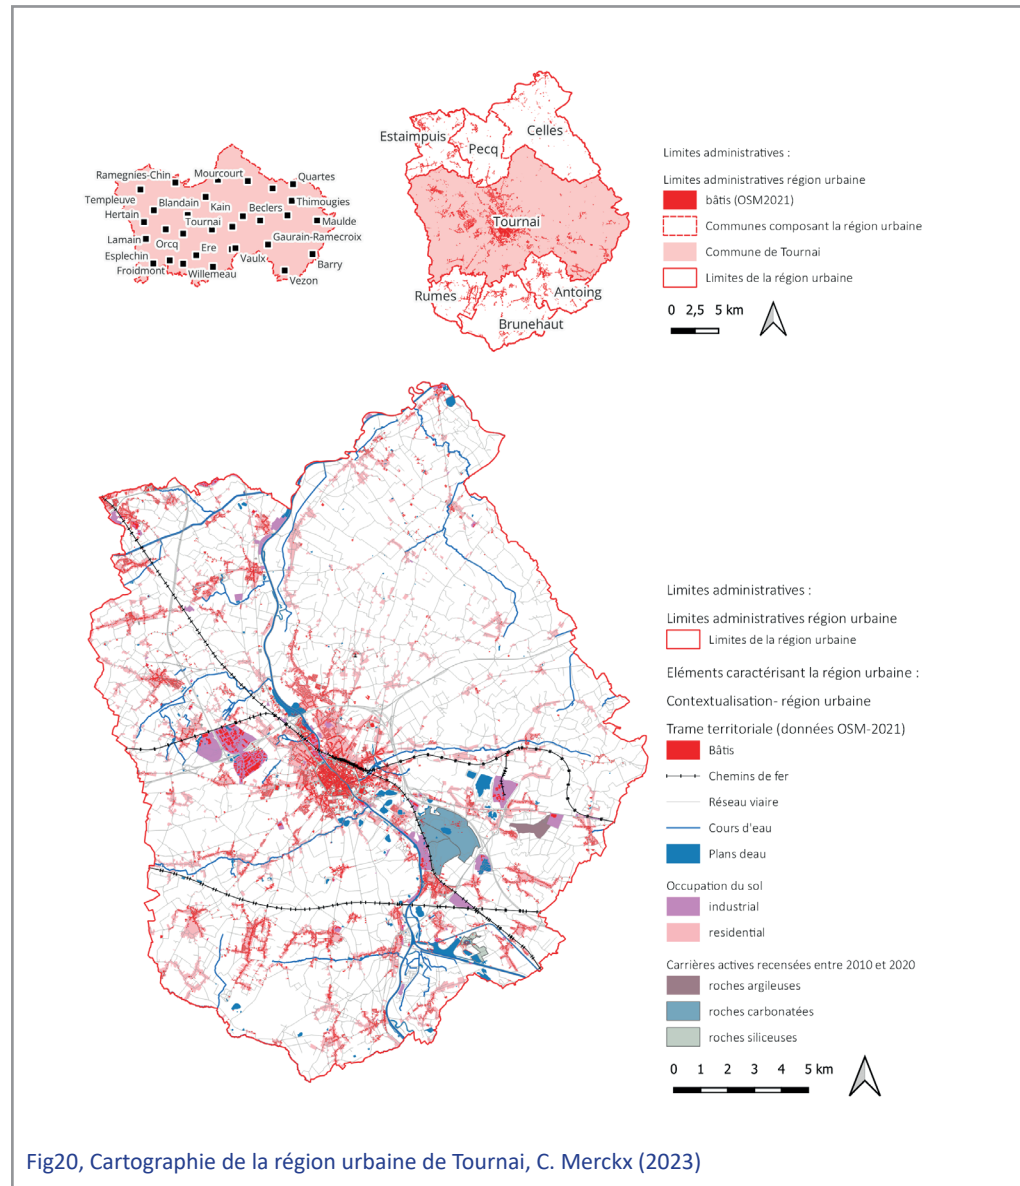 Ramegnies-Chin
Mourcourt
Quartes
Templeuve
Blandain
Kain
Beclers
Thimougies
Hertain
Tournai
Maulde
Lamain
Orcq
Ere
Gaurain-Ramecroix
Esplechin
Vaulx
Barry
Froidmont
Willemeau
Vezon
Estaimpuis
Pecq
Celles
Tournai
Rumes
Antoing
Brunehaut
Limites administratives :
Limites administratives région urbaine
bâtis (OSM2021)
Communes composant la région urbaine
Commune de Tournai
Limites de la région urbaine
0 2,5 5 km
Limites administratives :
Limites administratives région urbaine
Limites de la région urbaine
Eléments caractérisant la région urbaine :
Contextualisation- région urbaine
Trame territoriale (données OSM-2021)
Bâtis
Chemins de fer
Réseau viaire
Cours d'eau
Plans deau
Occupation du sol
industrial
residential
Carrières actives recensées entre 2010 et 2020
roches argileuses
roches carbonatées
roches siliceuses
0 1 2 3 4 5 km
Fig20, Cartographie de la région urbaine de Tournai, C. Merckx (2023)